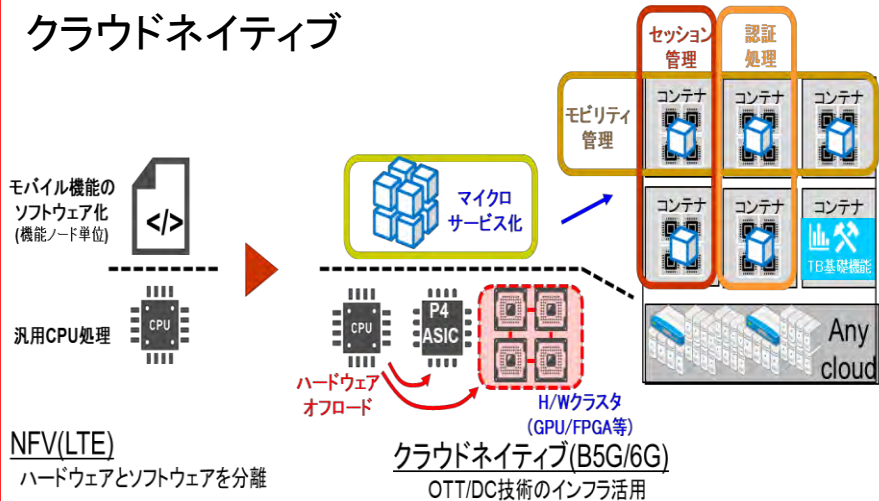 クラウドネイティブ
セッション
管理
認証
処理
モビリティ
管理
コンテナ
コンテナ
コンテナ
コンテナ
コンテナ
コンテナ
TB基礎機能
Any
cloud
モバイル機能の
ソフトウェア化
(機能ノード単位)
</>
マイクロ
サービス化
汎用CPU処理
CPU
CPU
P4
ASIC
ハードウェア
オフロード
H/Wクラスタ
(GPU/FPGA等)
NFV(LTE)
ハードウェアとソフトウェアを分離
クラウドネイティブ(B5G/6G)
OTT/DC技術のインフラ活用